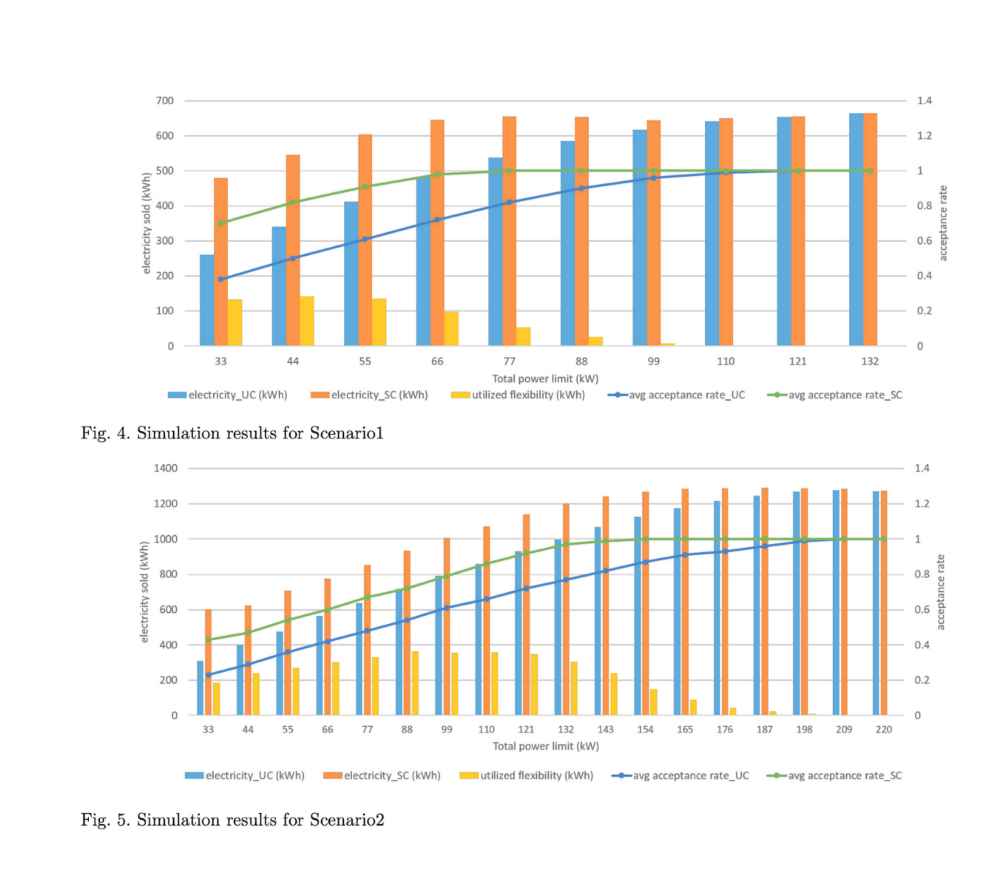 700 1.4
600 1.2
500 1
400 0.8
300 0.6
200 0.4
100 0.2
0 0
electricity sold (kWh)
acceptance rate
33 44 55 66 77 88 99 110 121 132
Total power limit (kW)
electricity_UC (kWh) electricity_SC (kWh) utilized flexibility (kWh) avg acceptance rate_UC avg acceptance rate_SC
Fig. 4. Simulation results for Scenario1
1400 1.4
1200 1.2
1000 1
800 0.8
600 0.6
400 0.4
200 0.2
0 0
electricity sold (kWh)
acceptance rate
33 44 55 66 77 88 99 110 121 132 143 154 165 176 187 198 209 220
Total power limit (kW)
electricity_UC (kWh) electricity_SC (kWh) utilized flexibility (kWh) avg acceptance rate_UC avg acceptance rate_SC
Fig. 5. Simulation results for Scenario2